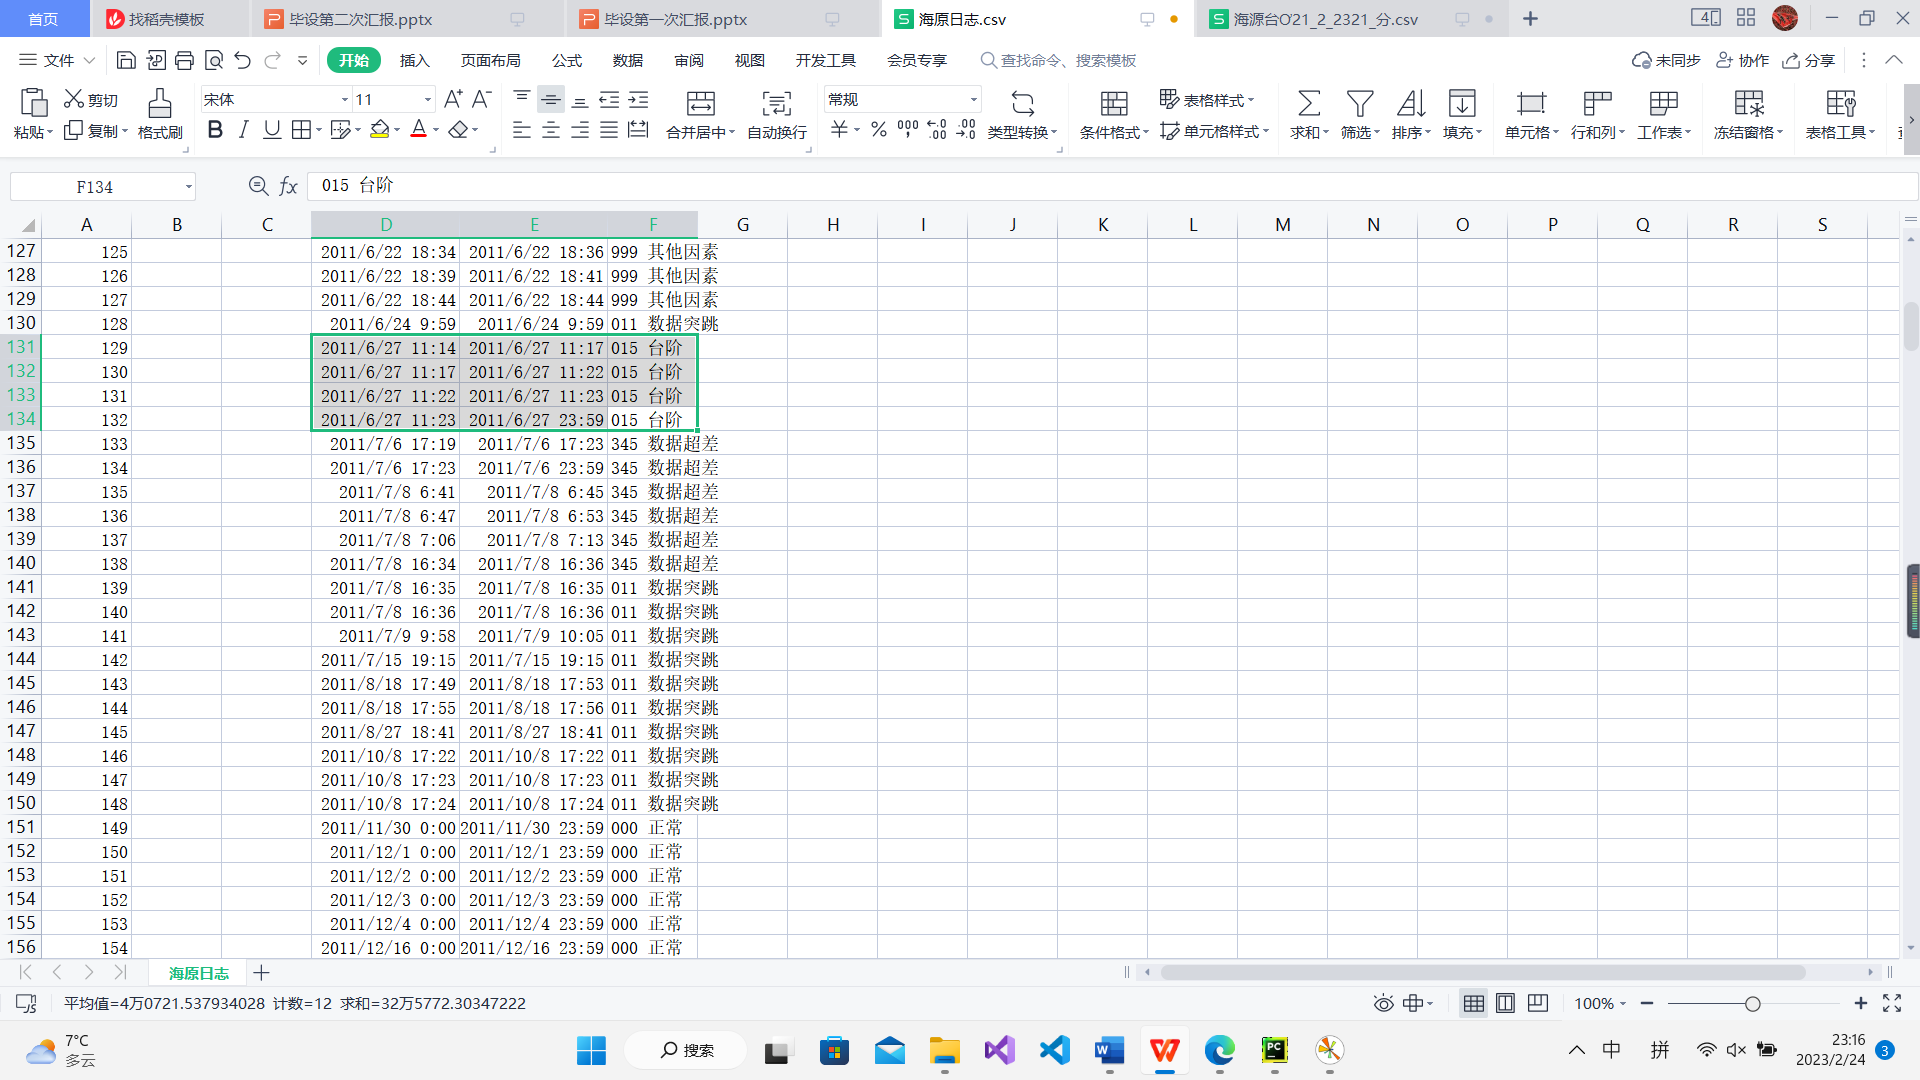 首页 找稻壳模板 毕设第二次汇报.pptx 毕设第一次汇报.pptx 海原日志.csv 海源台O'21_2_2321_分.csv
文件 开始 插入 页面布局 公式 数据 审阅 视图 开发工具 会员专享 查找命令、搜索模板 未同步 协作 分享
粘贴 剪切 复制 格式刷 宋体 11 合并居中 自动换行 常规 类型转换 条件格式 表格样式 单元格样式 求和 筛选 排序 填充 单元格 行和列 工作表 冻结窗格 表格工具
F134 fx 015 台阶
A B C D E F G H I J K L M N O P Q R S
127 125 2011/6/22 18:34 2011/6/22 18:36 999 其他因素
128 126 2011/6/22 18:39 2011/6/22 18:41 999 其他因素
129 127 2011/6/22 18:44 2011/6/22 18:44 999 其他因素
130 128 2011/6/24 9:59 2011/6/24 9:59 011 数据突跳
131 129 2011/6/27 11:14 2011/6/27 11:17 015 台阶
132 130 2011/6/27 11:17 2011/6/27 11:22 015 台阶
133 131 2011/6/27 11:22 2011/6/27 11:23 015 台阶
134 132 2011/6/27 11:23 2011/6/27 23:59 015 台阶
135 133 2011/7/6 17:19 2011/7/6 17:23 345 数据超差
136 134 2011/7/6 17:23 2011/7/6 23:59 345 数据超差
137 135 2011/7/8 6:41 2011/7/8 6:45 345 数据超差
138 136 2011/7/8 6:47 2011/7/8 6:53 345 数据超差
139 137 2011/7/8 7:06 2011/7/8 7:13 345 数据超差
140 138 2011/7/8 16:34 2011/7/8 16:36 345 数据超差
141 139 2011/7/8 16:35 2011/7/8 16:35 011 数据突跳
142 140 2011/7/8 16:36 2011/7/8 16:36 011 数据突跳
143 141 2011/7/9 9:58 2011/7/9 10:05 011 数据突跳
144 142 2011/7/15 19:15 2011/7/15 19:15 011 数据突跳
145 143 2011/8/18 17:49 2011/8/18 17:53 011 数据突跳
146 144 2011/8/18 17:55 2011/8/18 17:56 011 数据突跳
147 145 2011/8/27 18:41 2011/8/27 18:41 011 数据突跳
148 146 2011/10/8 17:22 2011/10/8 17:22 011 数据突跳
149 147 2011/10/8 17:23 2011/10/8 17:23 011 数据突跳
150 148 2011/10/8 17:24 2011/10/8 17:24 011 数据突跳
151 149 2011/11/30 0:00 2011/11/30 23:59 000 正常
152 150 2011/12/1 0:00 2011/12/1 23:59 000 正常
153 151 2011/12/2 0:00 2011/12/2 23:59 000 正常
154 152 2011/12/3 0:00 2011/12/3 23:59 000 正常
155 153 2011/12/4 0:00 2011/12/4 23:59 000 正常
156 154 2011/12/16 0:00 2011/12/16 23:59 000 正常
海原日志
平均值=4万0721.537934028 计数=12 求和=32万5772.30347222 100%
7°C
多云
搜索
中 拼
23:16
2023/2/24 3